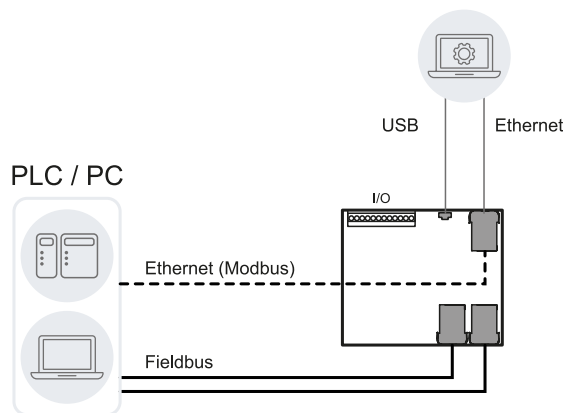 USB
Ethernet
PLC / PC
I/O
Ethernet (Modbus)
Fieldbus